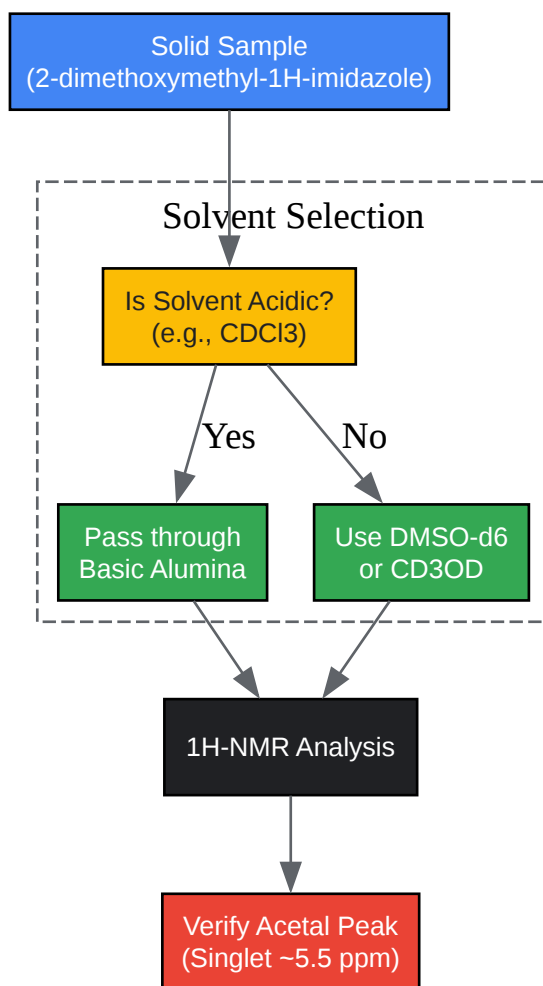 Solid Sample
(2-dimethoxymethyl-1H-imidazole)
Solvent Selection
Is Solvent Acidic?
(e.g., CDCl3)
Yes
No
Pass through
Basic Alumina
Use DMSO-d6
or CD3OD
1H-NMR Analysis
Verify Acetal Peak
(Singlet ~5.5 ppm)